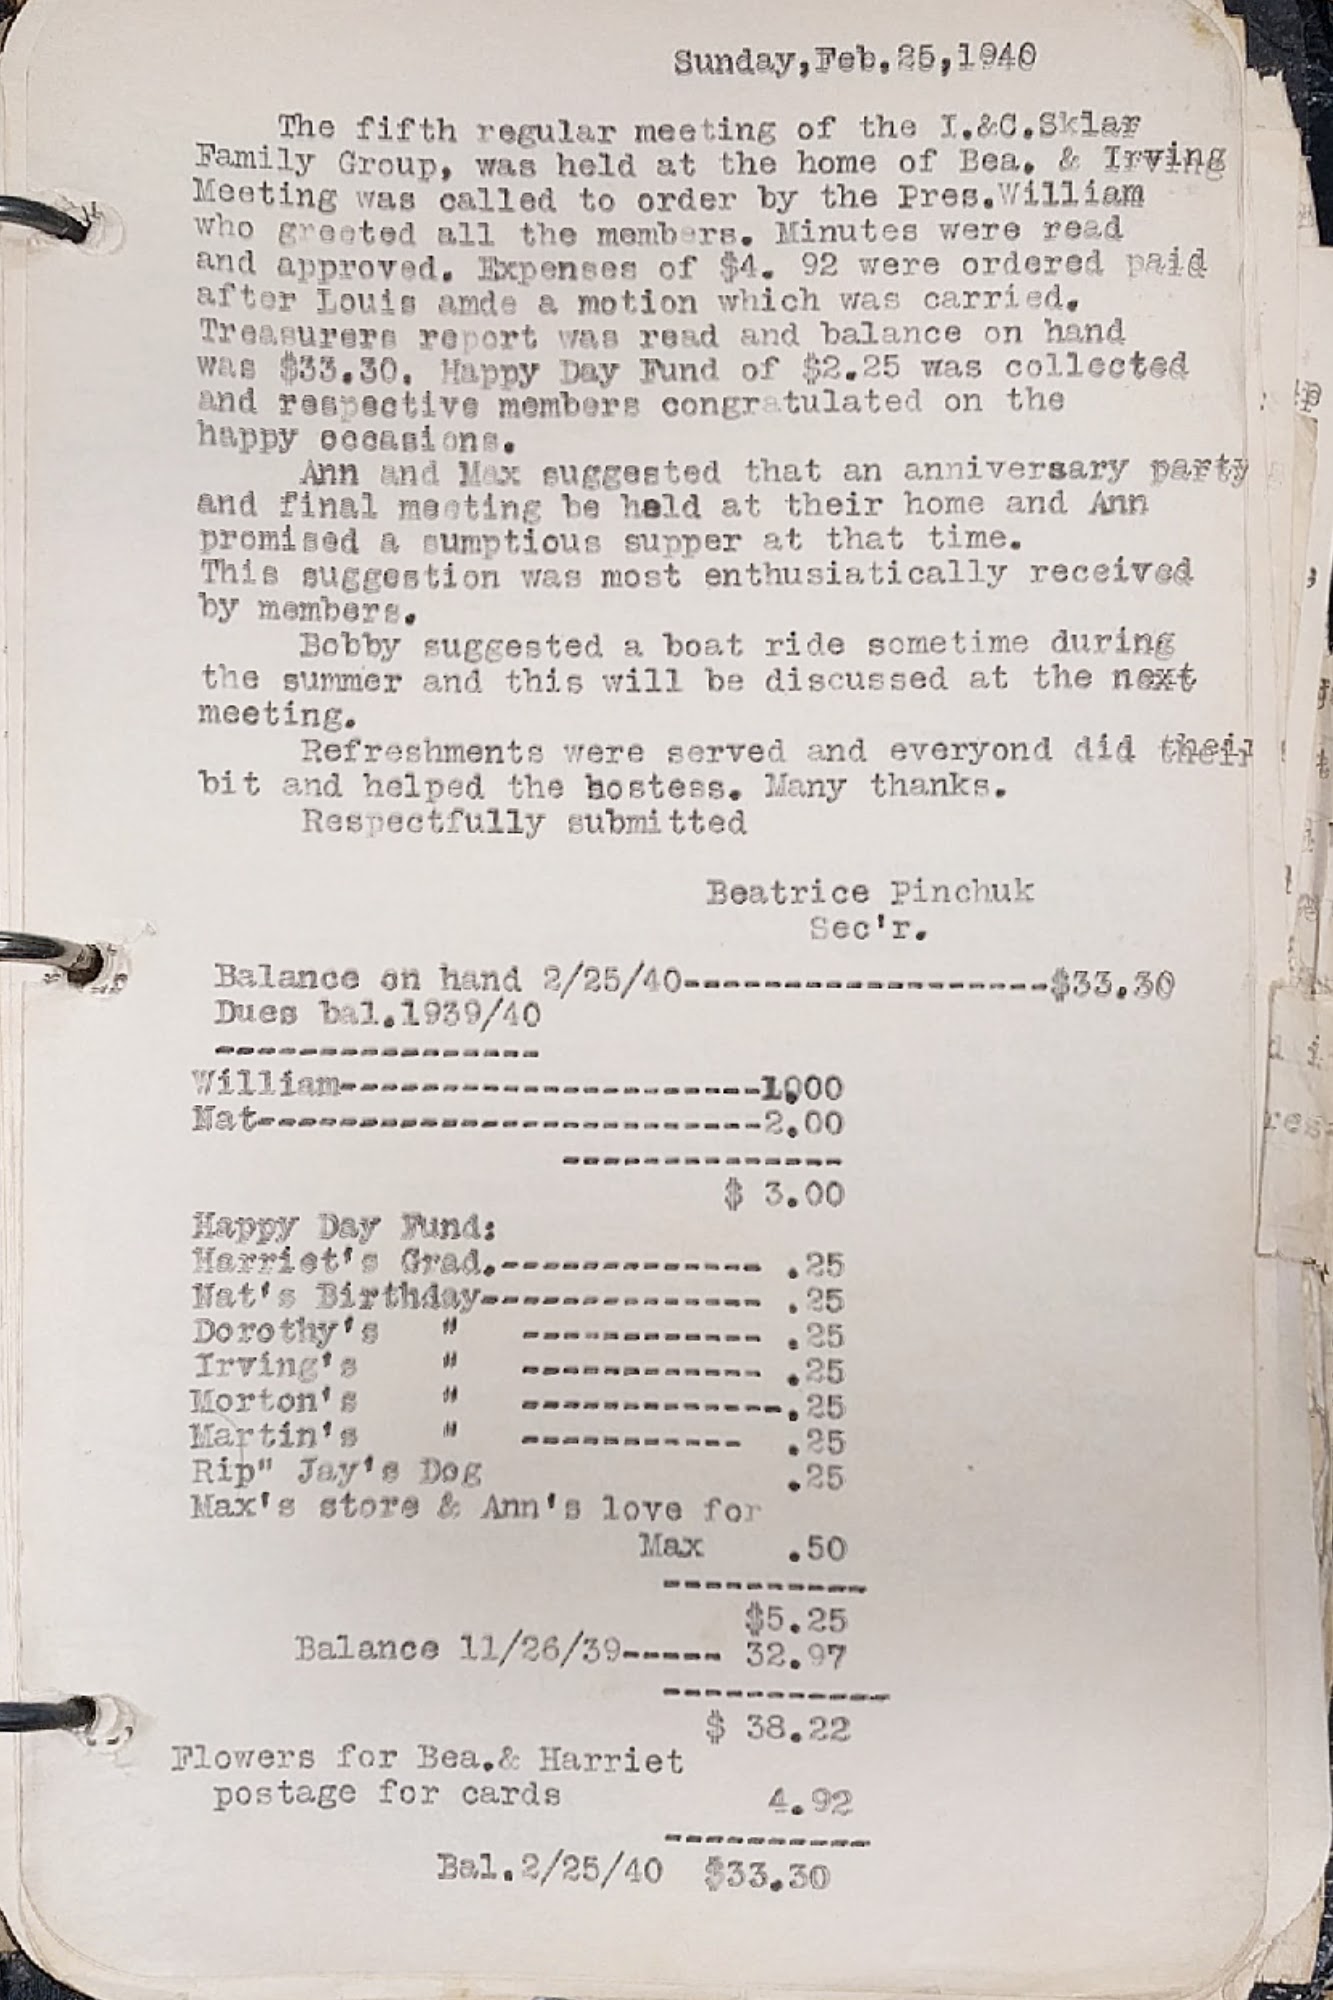 Sunday,Feb.25,1940
The fifth regular meeting of the I.&C.Sklar
Family Group, was held at the home of Bea. & Irving
Meeting was called to order by the Pres.William
who greeted all the members. Minutes were read
and approved. Expenses of $4. 92 were ordered paid
after Louis amde a motion which was carried.
Treasurers report was read and balance on hand
was $33.30. Happy Day Fund of $2.25 was collected
and respective members congratulated on the
happy occasions.
Ann and Max suggested that an anniversary party
and final meeting be held at their home and Ann
promised a sumptious supper at that time.
This suggestion was most enthusiatically received
by members.
Bobby suggested a boat ride sometime during
the summer and this will be discussed at the next
meeting.
Refreshments were served and everyond did their
bit and helped the hostess. Many thanks.
Respectfully submitted
Beatrice Pinchuk
Sec'r.
Balance on hand 2/25/40-------------------$33.30
Dues bal.1939/40
-----------------
William----------------------1.000
Nat--------------------------2.00
--------------
$ 3.00
Happy Day Fund:
Harriet's Grad.------------- .25
Nat's Birthday-------------- .25
Dorothy's " ------------ .25
Irving's " ------------ .25
Morton's " -------------.25
Martin's " ----------- .25
Rip" Jay's Dog .25
Max's store & Ann's love for
Max .50
----------
$5.25
Balance 11/26/39----- 32.97
-----------
$ 38.22
Flowers for Bea.& Harriet
postage for cards 4.92
----------
Bal.2/25/40 $33.30